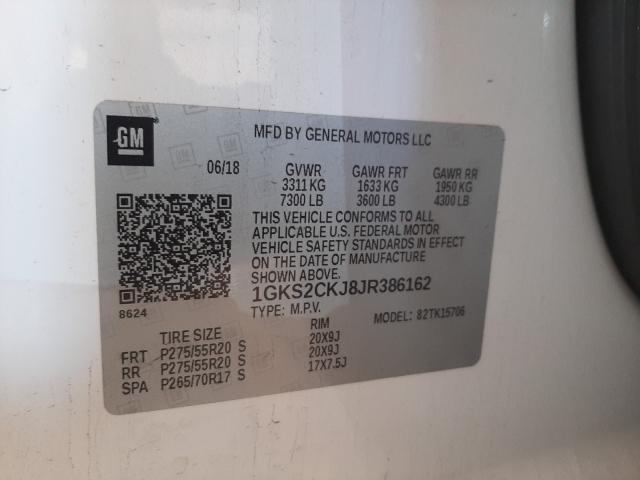 GM
MFD BY GENERAL MOTORS LLC
06/18 GVWR GAWR FRT GAWR RR
3311 KG 1633 KG 1950 KG
7300 LB 3600 LB 4300 LB
THIS VEHICLE CONFORMS TO ALL
APPLICABLE U.S. FEDERAL MOTOR
VEHICLE SAFETY STANDARDS IN EFFECT
ON THE DATE OF MANUFACTURE
SHOWN ABOVE.
8624 1GKS2CKJ8JR386162
TYPE: M.P.V. MODEL: 82TK15706
TIRE SIZE RIM
FRT P275/55R20 S 20X9J
RR P275/55R20 S 20X9J
SPA P265/70R17 S 17X7.5J